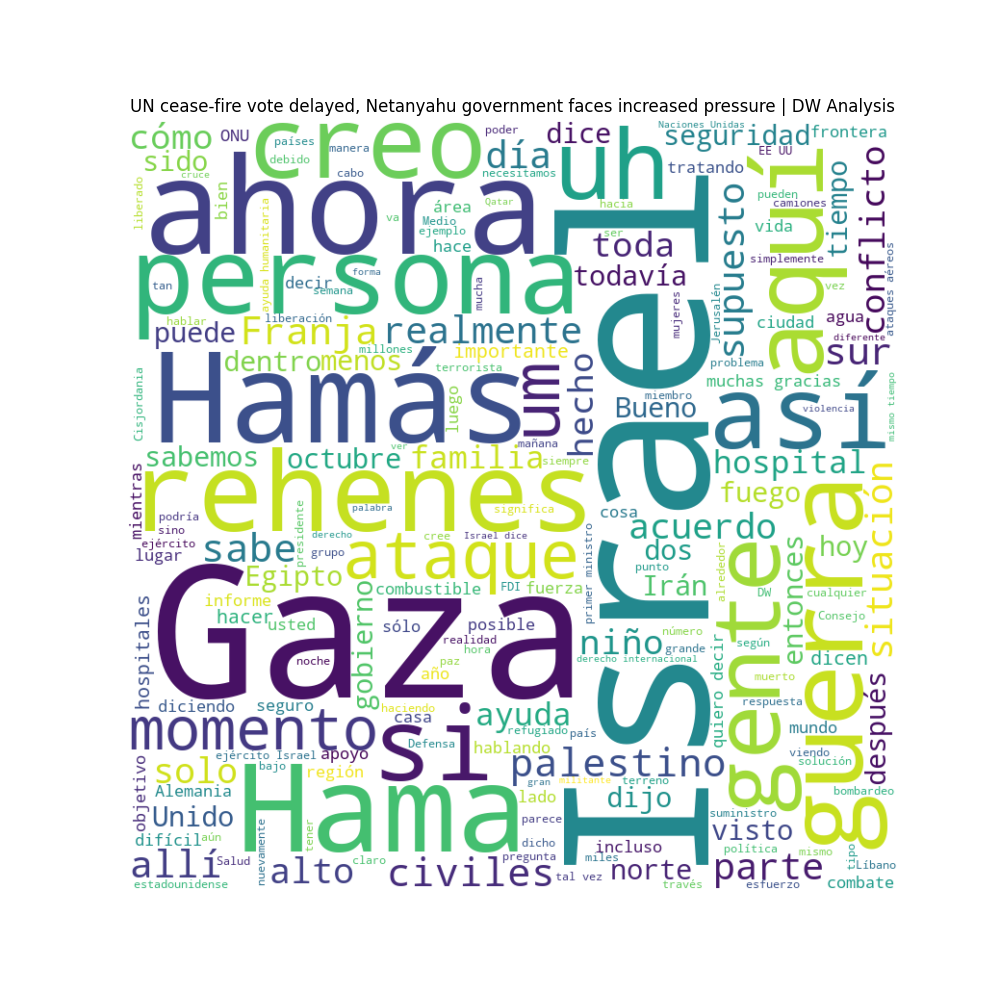 UN cease-fire vote delayed, Netanyahu government faces increased pressure | DW Analysis
cómo
ONU
creo
poder
dice
Naciones Unidas
seguridad
frontera
sido
países
manera
debido
cabo
día
necesitamos
uh
tratando
EE UU
aquí
tiempo
conflicto
liberado
cruce
bien
ahora
ayuda humanitaria
va
área
Medio
ejemplo
hace
Qatar
hacia
ser
toda
todavía
mujeres
Jerusalén
supuesto
pueden
camiones
vida
simplemente
vez
ataques aéreos
persona
tan
decir
semana
forma
mucha
hablar
liberación
puede
Franja
realmente
ciudad
agua
diferente
sur
problema
dentro
menos
millones
importante
terrorista
Israel
hecho
muchas gracias
miembro
Bueno
así
violencia
mismo tiempo
Cisjordania
Hamás
luego
um
mañana
ver
sabemos
octubre
familia
siempre
hospital
mientras
rehenes
palabra
significa
cosa
fuego
guerra
situación
podría
sino
ejército
lugar
sabe
presidente
derecho
grupo
cree
Israel dice
ataque
primer ministro
acuerdo
dos
punto
gente
alrededor
entonces
hoy
Egipto
combustible
FDI
fuerza
Irán
DW
cualquier
Consejo
hospitales
informe
hacer
usted
Gaza
gobierno
sólo
posible
realidad
hora
niño
número
grande
derecho internacional
según
dicen
noche
paz
año
quiero decir
muerto
diciendo
seguro
haciendo
casa
ayuda
refugiado
país
respuesta
mundo
después
momento
si
Defensa
hablando
viendo
solución
ejército Israel
apoyo
bajo
región
palestino
gran
militante
terreno
bombardeo
objetivo
solo
Alemania
Hama
lado
dijo
Unido
parece
suministro
visto
difícil
aún
nuevamente
tener
dicho
pregunta
incluso
política
mismo
tipo
Líbano
allí
Salud
alto
claro
civiles
tal vez
miles
norte
parte
estadounidense
través
esfuerzo
combate